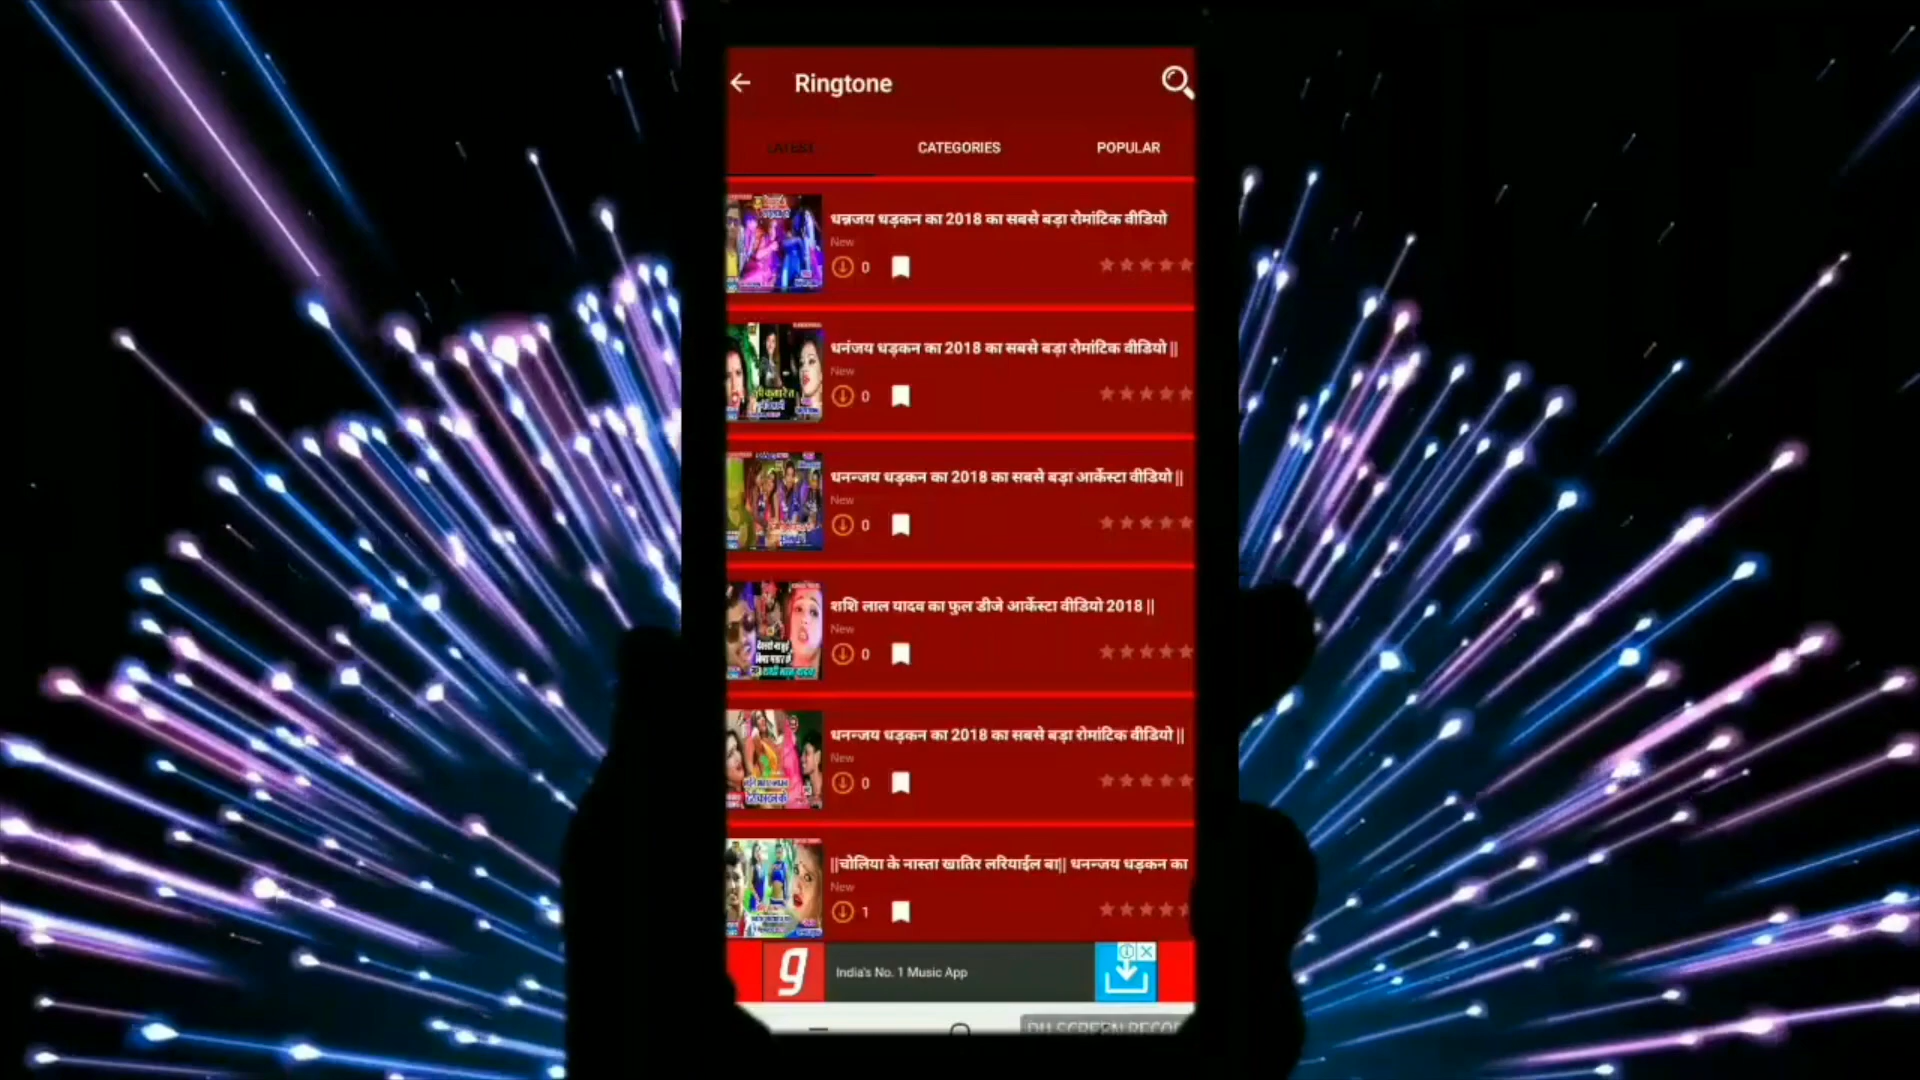 Ringtone
LATEST CATEGORIES POPULAR
धन्नजय धड़कन का 2018 का सबसे बड़ा रोमांटिक वीडियो
New
0
धनंजय धड़कन का 2018 का सबसे बड़ा रोमांटिक वीडियो ||
New
0
धनन्जय धड़कन का 2018 का सबसे बड़ा आर्केस्टा वीडियो ||
New
0
शशि लाल यादव का फुल डीजे आर्केस्टा वीडियो 2018 ||
New
0
धनन्जय धड़कन का 2018 का सबसे बड़ा रोमांटिक वीडियो ||
New
0
||चोलिया के नास्ता खातिर लरियाईल बा|| धनन्जय धड़कन का
New
1
g India's No. 1 Music App